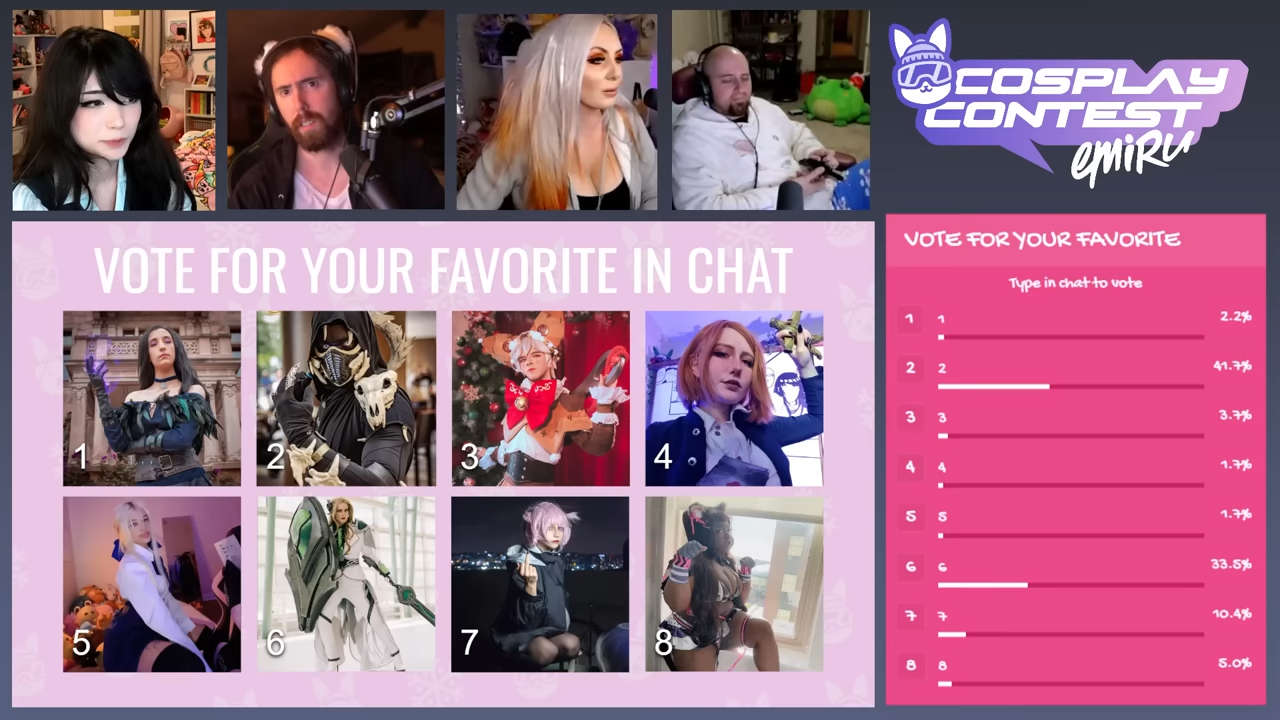 COSPLAY
CONTEST
emiru
VOTE FOR YOUR FAVORITE IN CHAT
1
2
3
4
5
6
7
8
VOTE FOR YOUR FAVORITE
Type in chat to vote
1 1 2.2%
2 2 41.7%
3 3 3.7%
4 4 1.7%
5 5 1.7%
6 6 33.5%
7 7 10.4%
8 8 5.0%